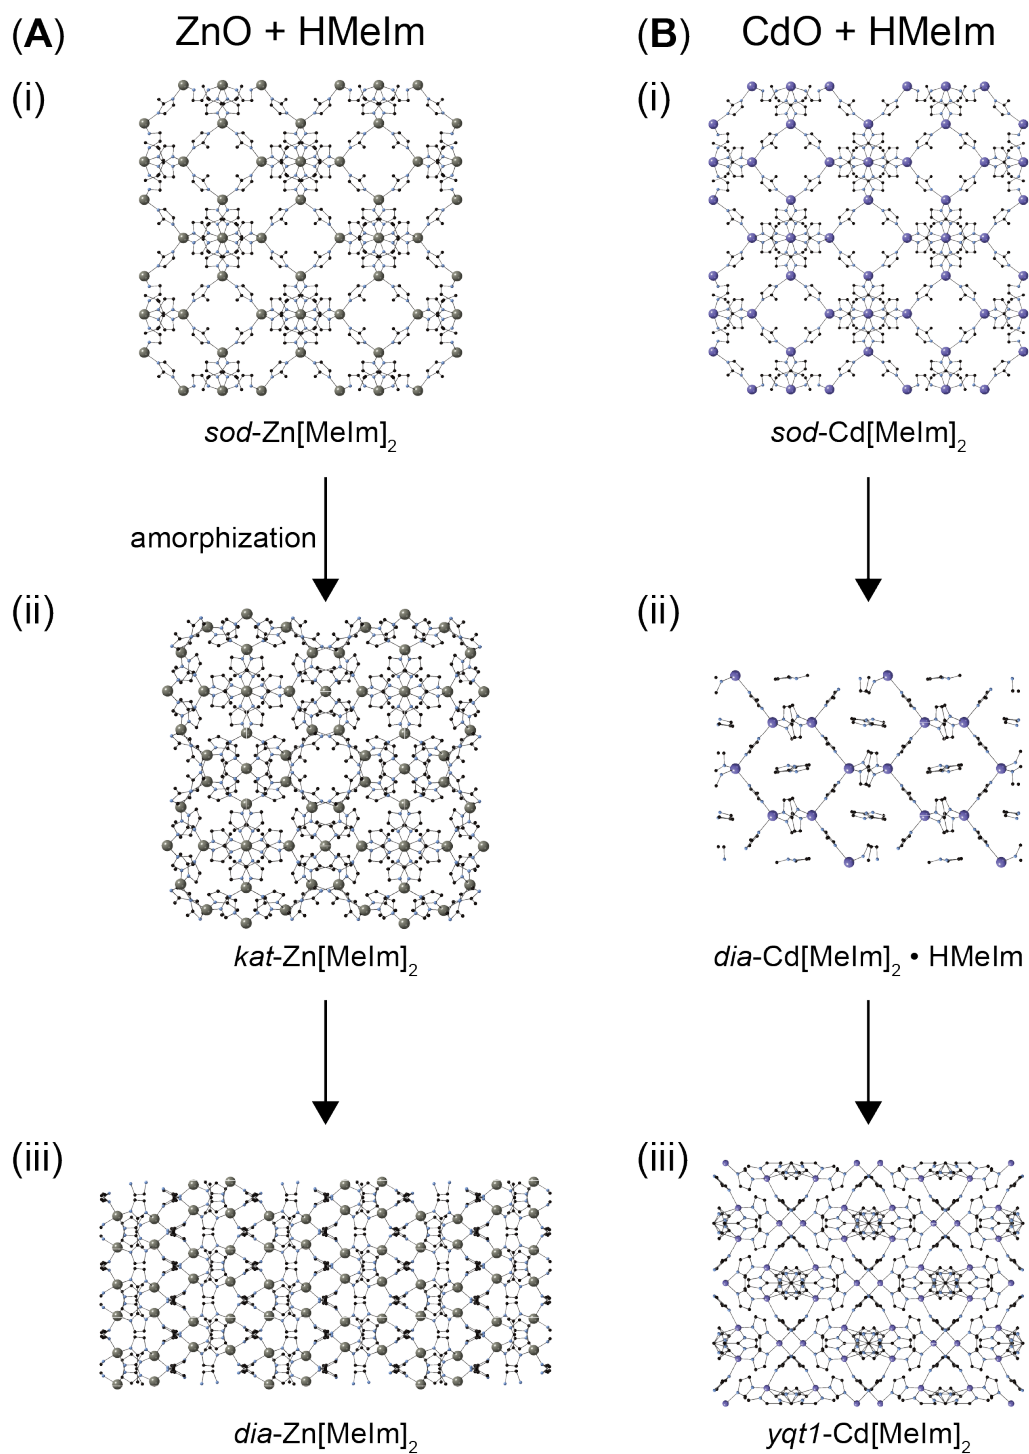 (A) ZnO + HMeIm
(i)
sod-Zn[MeIm]2
amorphization
(ii)
kat-Zn[MeIm]2
(iii)
dia-Zn[MeIm]2
(B) CdO + HMeIm
(i)
sod-Cd[MeIm]2
(ii)
dia-Cd[MeIm]2 • HMeIm
(iii)
yqt1-Cd[MeIm]2